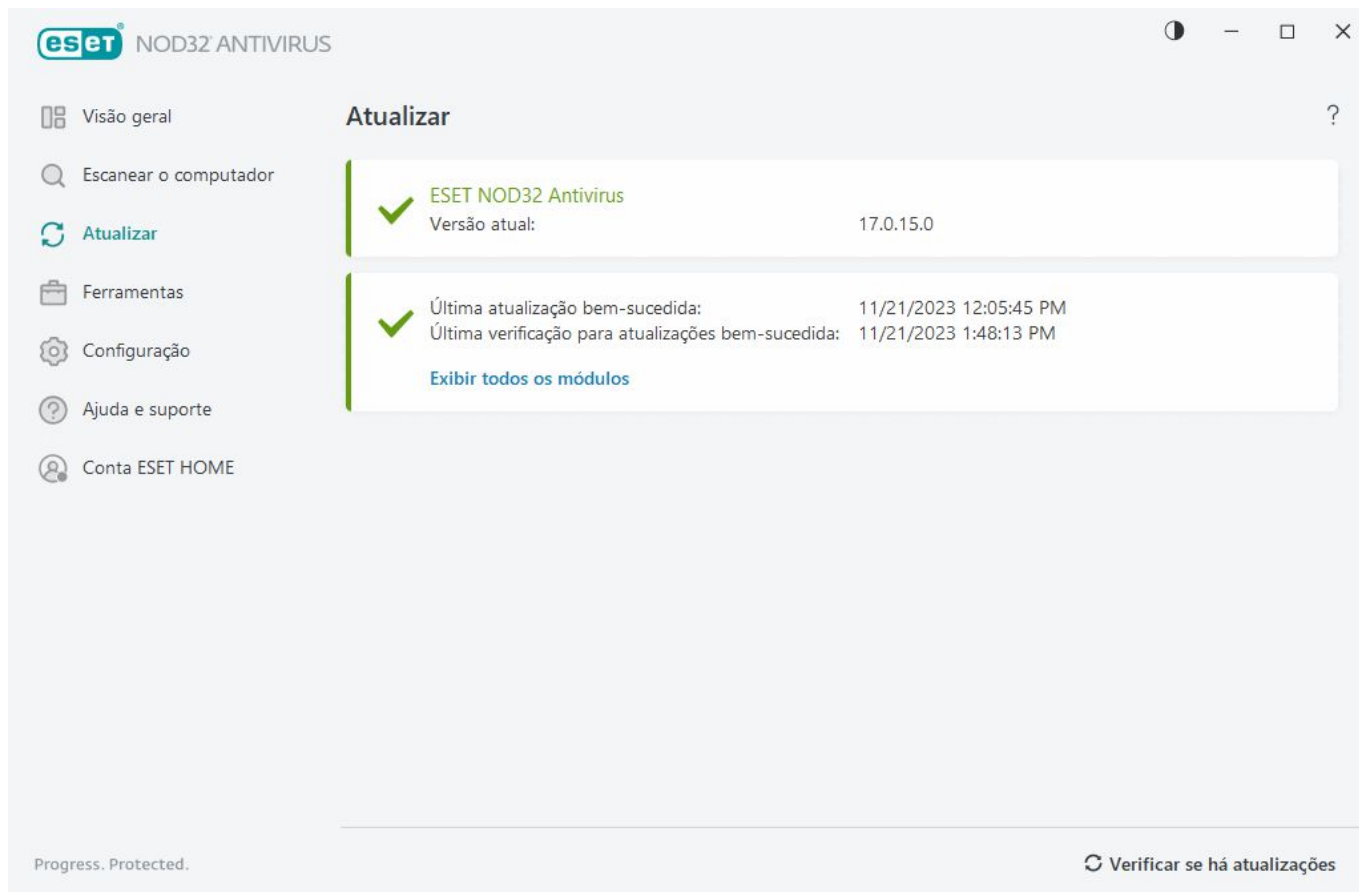 eset® NOD32® ANTIVIRUS
Visão geral
Escanear o computador
Atualizar
Ferramentas
Configuração
Ajuda e suporte
Conta ESET HOME
Atualizar
?
ESET NOD32 Antivirus
Versão atual: 17.0.15.0
Última atualização bem-sucedida: 11/21/2023 12:05:45 PM
Última verificação para atualizações bem-sucedida: 11/21/2023 1:48:13 PM
Exibir todos os módulos
Progress. Protected.
Verificar se há atualizações